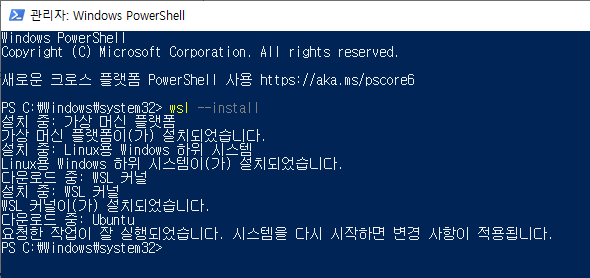 관리자: Windows PowerShell
Windows PowerShell
Copyright (C) Microsoft Corporation. All rights reserved.
새로운 크로스 플랫폼 PowerShell 사용 https://aka.ms/pscore6
PS C:₩Windows₩system32> wsl --install
설치 중: 가상 머신 플랫폼
가상 머신 플랫폼이(가) 설치되었습니다.
설치 중: Linux용 Windows 하위 시스템
Linux용 Windows 하위 시스템이(가) 설치되었습니다.
다운로드 중: WSL 커널
설치 중: WSL 커널
WSL 커널이(가) 설치되었습니다.
다운로드 중: Ubuntu
요청한 작업이 잘 실행되었습니다. 시스템을 다시 시작하면 변경 사항이 적용됩니다.
PS C:₩Windows₩system32>